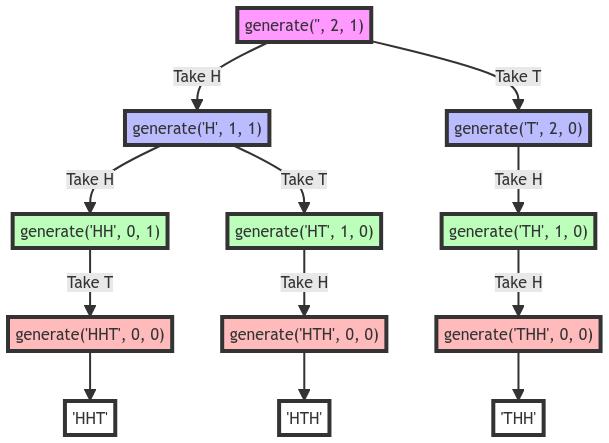 generate('', 2, 1)
Take H
Take T
generate('H', 1, 1)
generate('T', 2, 0)
Take H
Take T
Take H
generate('HH', 0, 1)
generate('HT', 1, 0)
generate('TH', 1, 0)
Take T
Take H
Take H
generate('HHT', 0, 0)
generate('HTH', 0, 0)
generate('THH', 0, 0)
'HHT'
'HTH'
'THH'